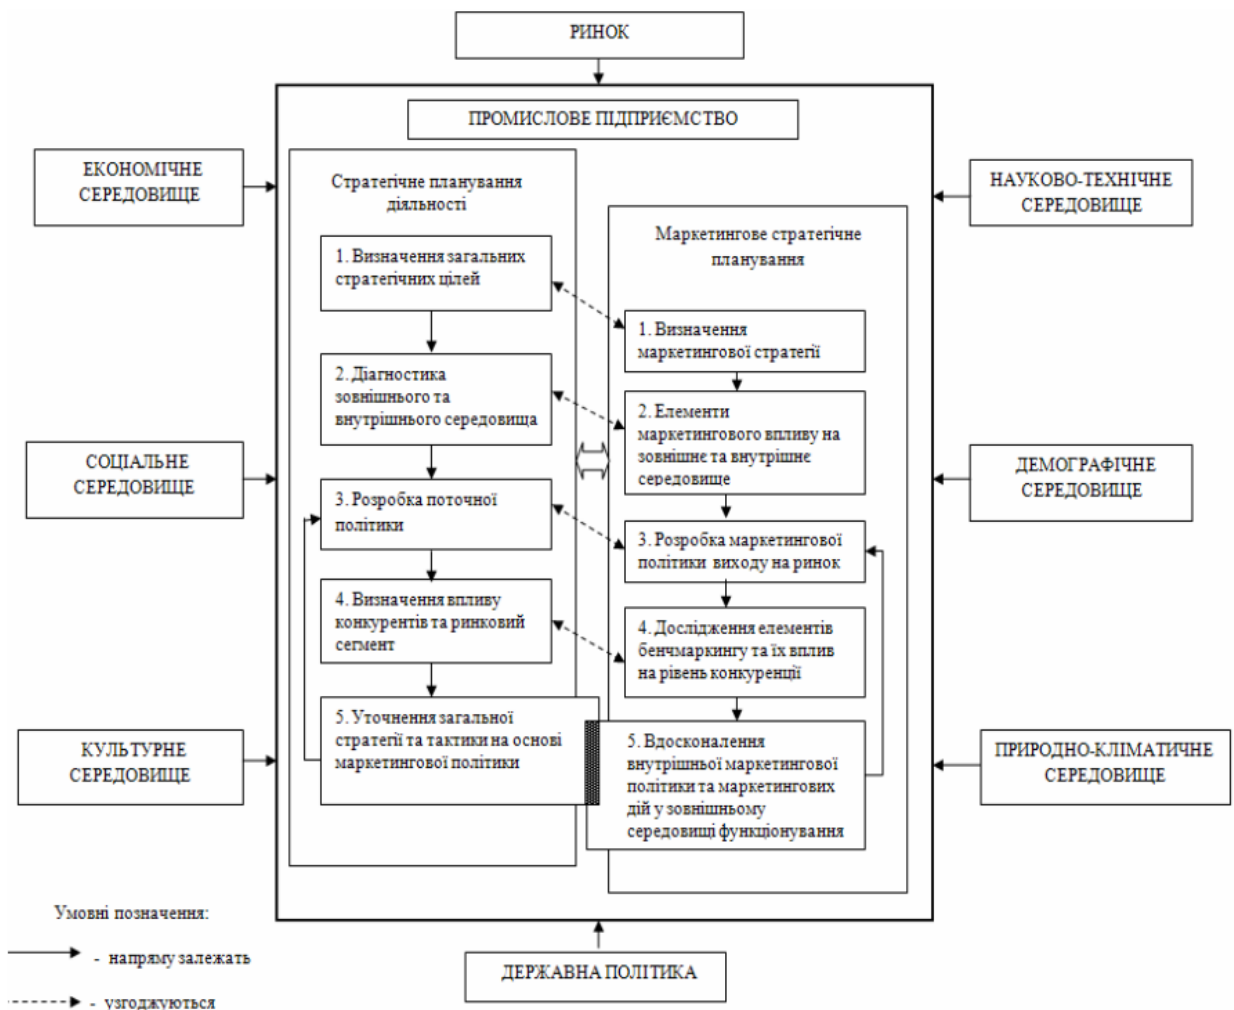 РИНОК
ПРОМИСЛОВЕ ПІДПРИЄМСТВО
ЕКОНОМІЧНЕ
СЕРЕДОВИЩЕ
СОЦІАЛЬНЕ
СЕРЕДОВИЩЕ
КУЛЬТУРНЕ
СЕРЕДОВИЩЕ
Стратегічне планування
діяльності
1. Визначення загальних
стратегічних цілей
2. Діагностика
зовнішнього та
внутрішнього середовища
3. Розробка поточної
політики
4. Визначення впливу
конкурентів та ринковий
сегмент
5. Уточнення загальної
стратегії та тактики на основі
маркетингової політики
Маркетингове стратегічне
планування
1. Визначення
маркетингової стратегії
2. Елементи
маркетингового впливу на
зовнішнє та внутрішнє
середовище
3. Розробка маркетингової
політики виходу на ринок
4. Дослідження елементів
бенчмаркингу та їх вплив
на рівень конкуренції
5. Вдосконалення
внутрішньої маркетингової
політики та маркетингових
дій у зовнішньому
середовищі функціонування
НАУКОВО-ТЕХНІЧНЕ
СЕРЕДОВИЩЕ
ДЕМОГРАФІЧНЕ
СЕРЕДОВИЩЕ
ПРИРОДНО-КЛІМАТИЧНЕ
СЕРЕДОВИЩЕ
ДЕРЖАВНА ПОЛІТИКА
Умовні позначення:
- напряму залежать
- узгоджуються